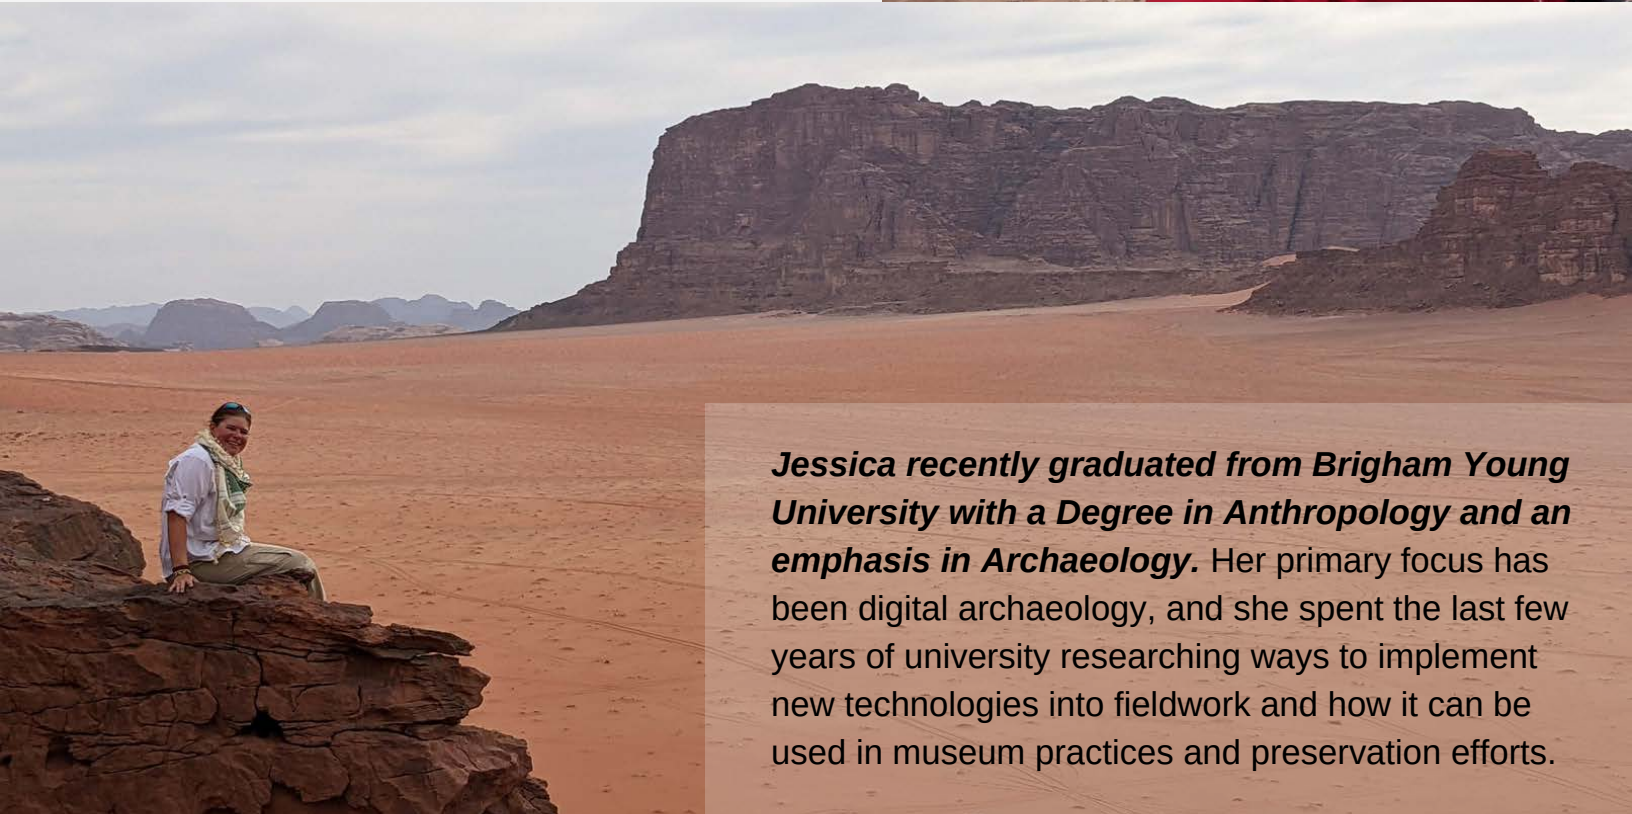 Jessica recently graduated from Brigham Young
University with a Degree in Anthropology and an
emphasis in Archaeology. Her primary focus has
been digital archaeology, and she spent the last few
years of university researching ways to implement
new technologies into fieldwork and how it can be
used in museum practices and preservation efforts.